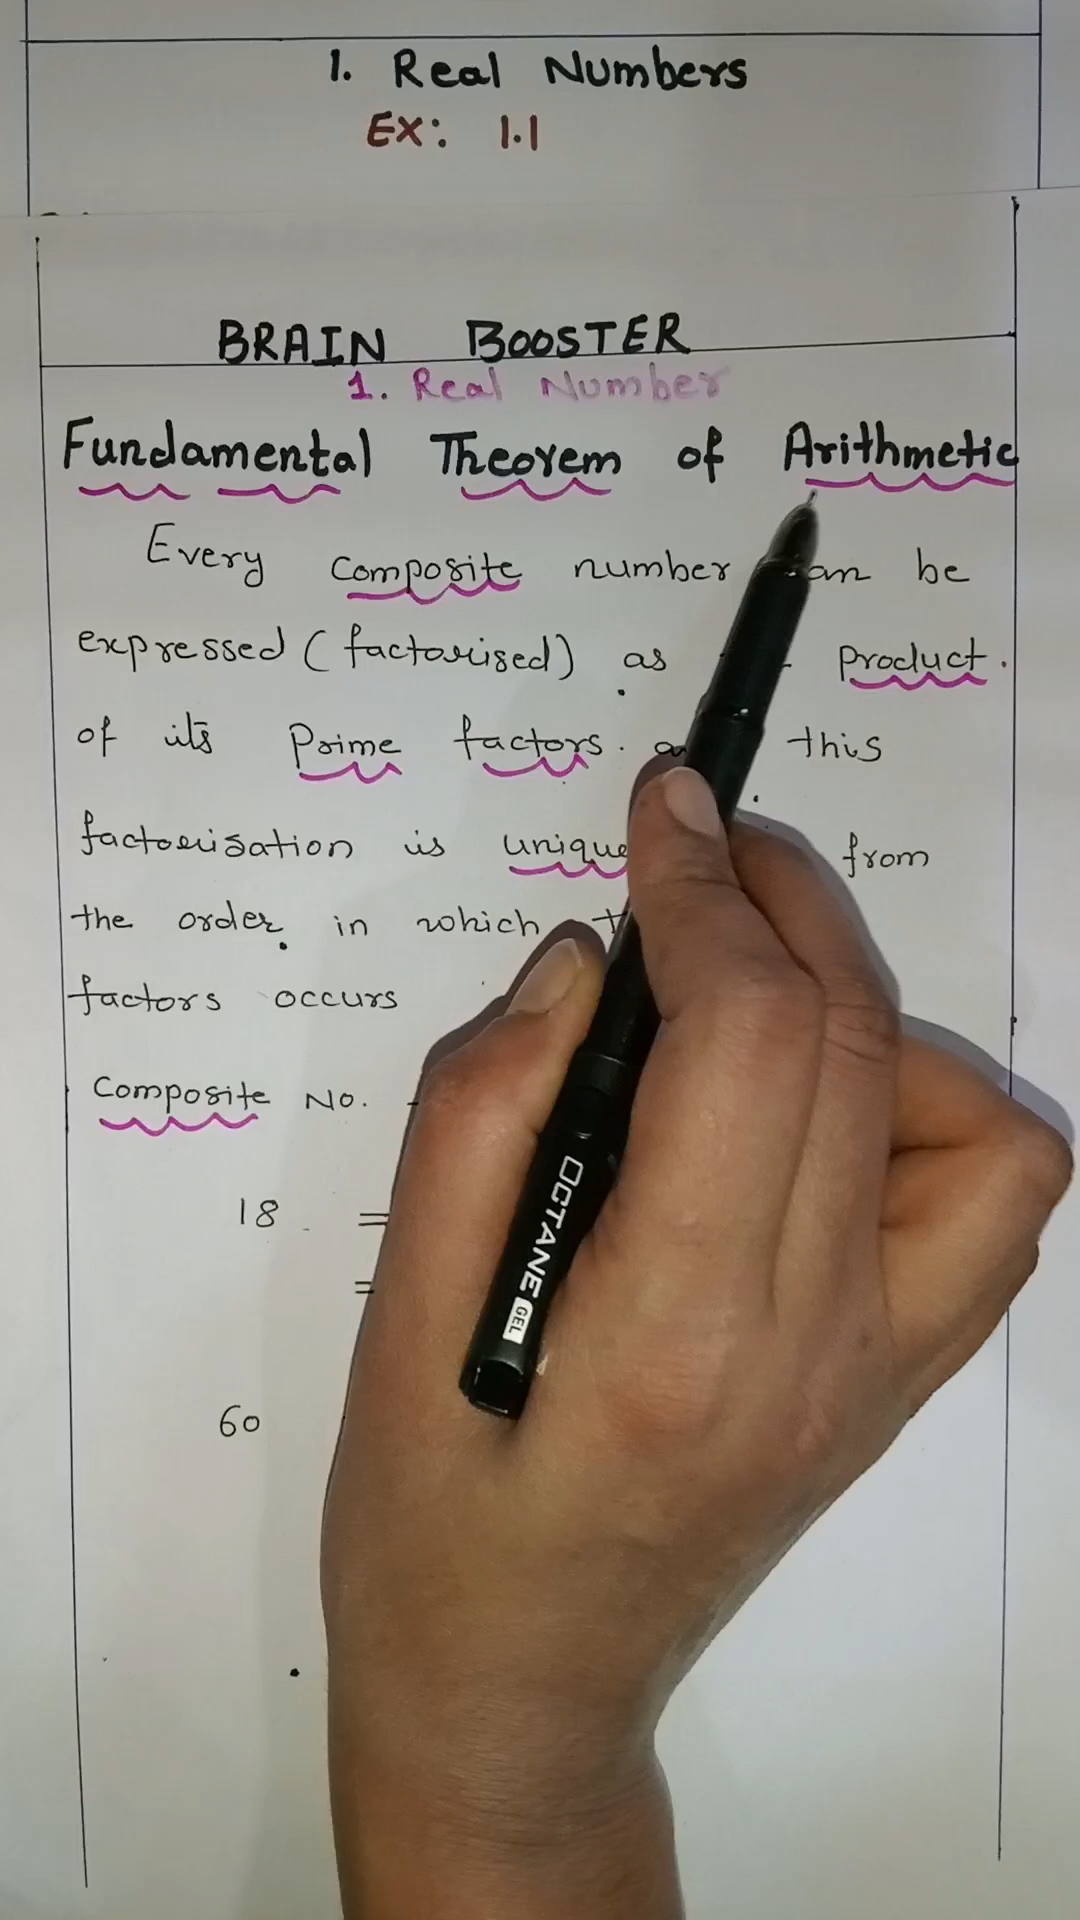 1. Real Numbers
EX: 1.1
BRAIN BOOSTER
1. Real Number
Fundamental Theorem of Arithmetic
Every composite number can be
expressed (factorised) as product.
of its Prime factors. this
factorisation is unique from
the order in which
factors occurs
Composite No.
18 =
=
60
OCTANE GEL